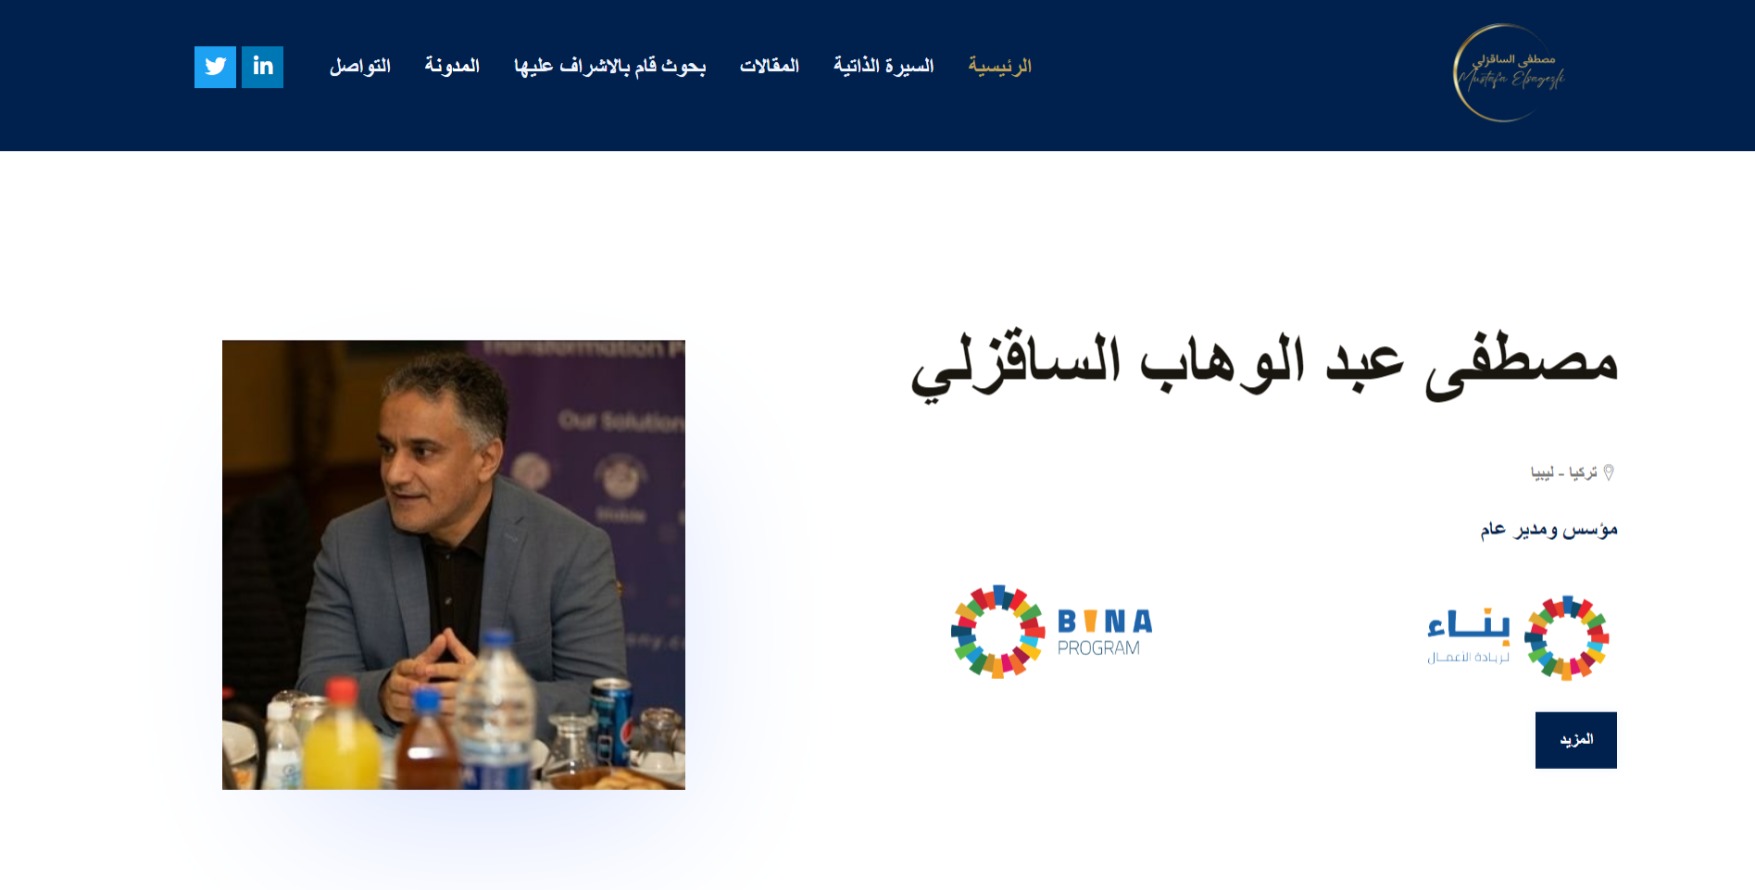 مصطفى الساقزلي
Mustafa Elsagezli
الرئيسية
السيرة الذاتية
المقالات
بحوث قام بالاشراف عليها
المدونة
التواصل
in
مصطفى عبد الوهاب الساقزلي
تركيا - ليبيا
مؤسس ومدير عام
بناء
لريادة الأعمال
BINA
PROGRAM
المزيد
Transformation P
Our Solution